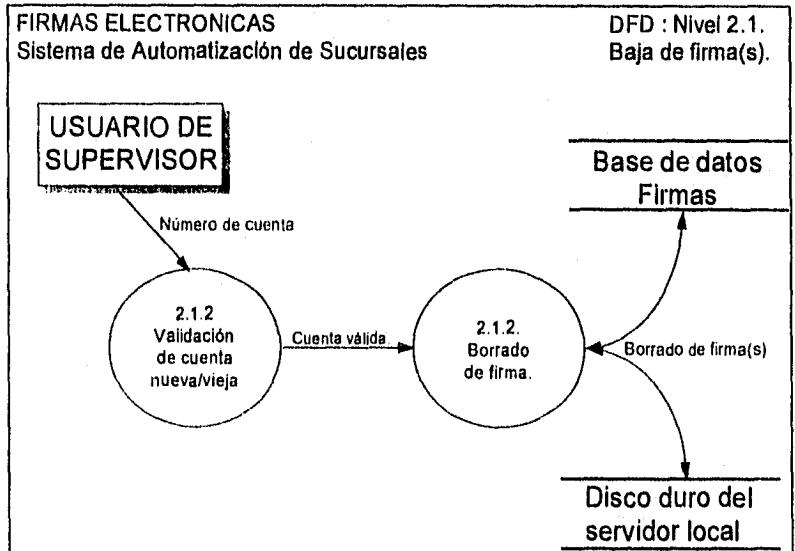 FIRMAS ELECTRONICAS
Sistema de Automatización de Sucursales
DFD : Nivel 2.1.
Baja de firma(s).
USUARIO DE
SUPERVISOR
Número de cuenta
Base de datos
Firmas
2.1.2
Validación
de cuenta
nueva/vieja
Cuenta válida.
2.1.2.
Borrado
de firma.
Borrado de firma(s)
Disco duro del
servidor local